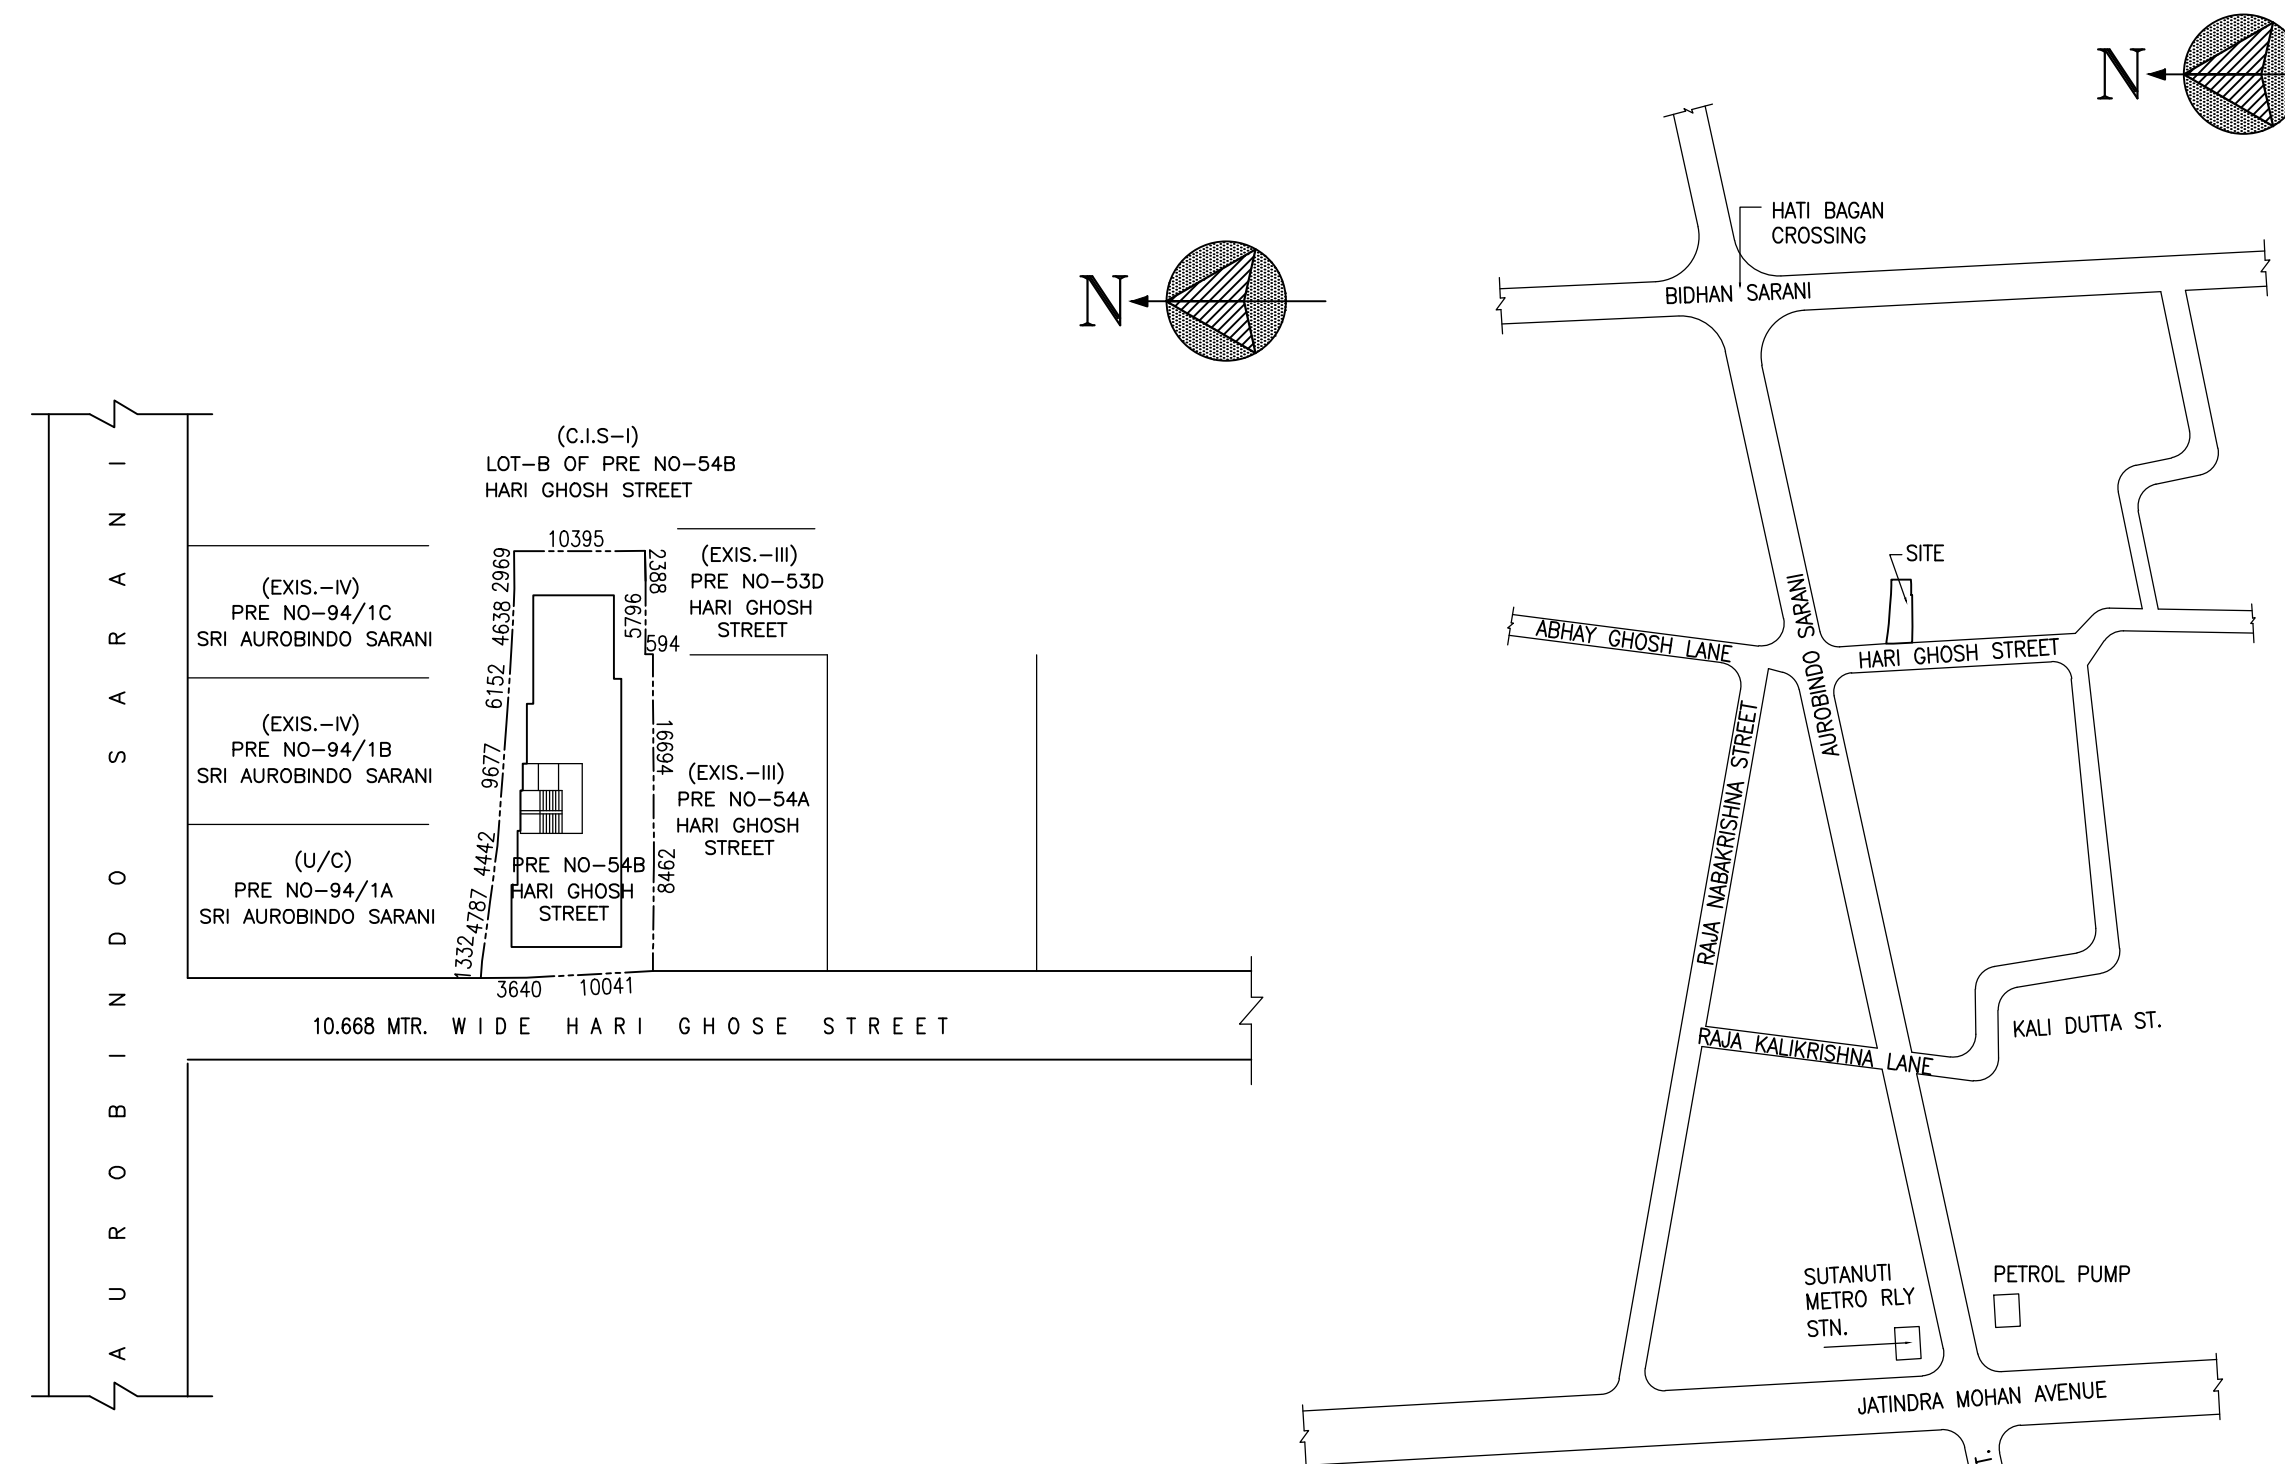 N
(C.I.S-I)
LOT-B OF PRE NO-54B
HARI GHOSH STREET
10395
2969
4638
6152
9677
4442
4787
1332
2388
5796
594
16694
8462
3640
10041
(EXIS.-IV)
PRE NO-94/1C
SRI AUROBINDO SARANI
(EXIS.-IV)
PRE NO-94/1B
SRI AUROBINDO SARANI
(U/C)
PRE NO-94/1A
SRI AUROBINDO SARANI
(EXIS.-III)
PRE NO-53D
HARI GHOSH
STREET
(EXIS.-III)
PRE NO-54A
HARI GHOSH
STREET
PRE NO-54B
HARI GHOSH
STREET
AUROBINDO SARANI
10.668 MTR. WIDE HARI GHOSE STREET
N
HATI BAGAN
CROSSING
BIDHAN SARANI
SITE
ABHAY GHOSH LANE
AUROBINDO SARANI
HARI GHOSH STREET
RAJA NABAKRISHNA STREET
RAJA KALIKRISHNA LANE
KALI DUTTA ST.
SUTANUTI
METRO RLY
STN.
PETROL PUMP
JATINDRA MOHAN AVENUE